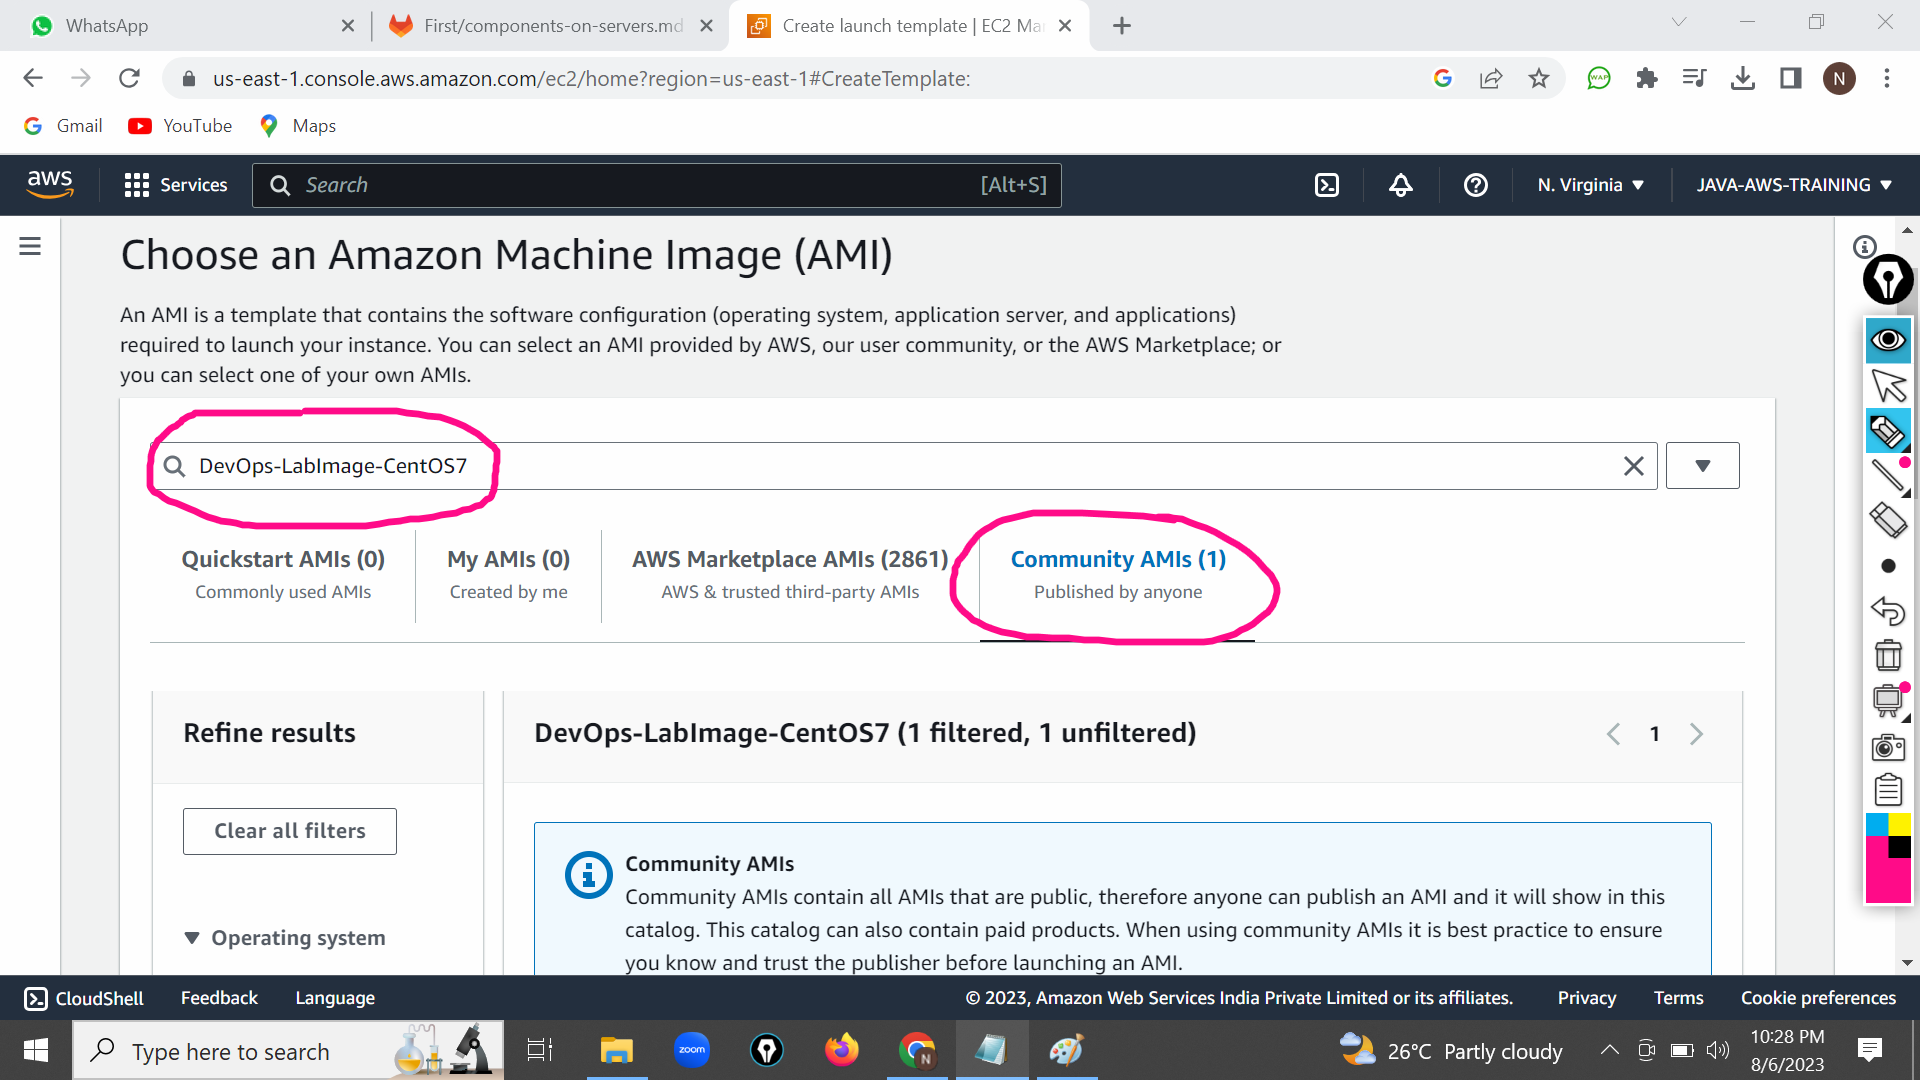 WhatsApp
First/components-on-servers.md
Create launch template | EC2 Ma
us-east-1.console.aws.amazon.com/ec2/home?region=us-east-1#CreateTemplate:
WAP
N
Gmail
YouTube
Maps
aws
Services
Search
[Alt+S]
N. Virginia
JAVA-AWS-TRAINING
Choose an Amazon Machine Image (AMI)
An AMI is a template that contains the software configuration (operating system, application server, and applications)
required to launch your instance. You can select an AMI provided by AWS, our user community, or the AWS Marketplace; or
you can select one of your own AMIs.
DevOps-LabImage-CentOS7
Quickstart AMIs (0)
Commonly used AMIs
My AMIs (0)
Created by me
AWS Marketplace AMIs (2861)
AWS & trusted third-party AMIs
Community AMIs (1)
Published by anyone
Refine results
Clear all filters
Operating system
DevOps-LabImage-CentOS7 (1 filtered, 1 unfiltered)
1
Community AMIs
Community AMIs contain all AMIs that are public, therefore anyone can publish an AMI and it will show in this
catalog. This catalog can also contain paid products. When using community AMIs it is best practice to ensure
you know and trust the publisher before launching an AMI.
CloudShell
Feedback
Language
© 2023, Amazon Web Services India Private Limited or its affiliates.
Privacy
Terms
Cookie preferences
Type here to search
zoom
N
26°C Partly cloudy
10:28 PM
8/6/2023